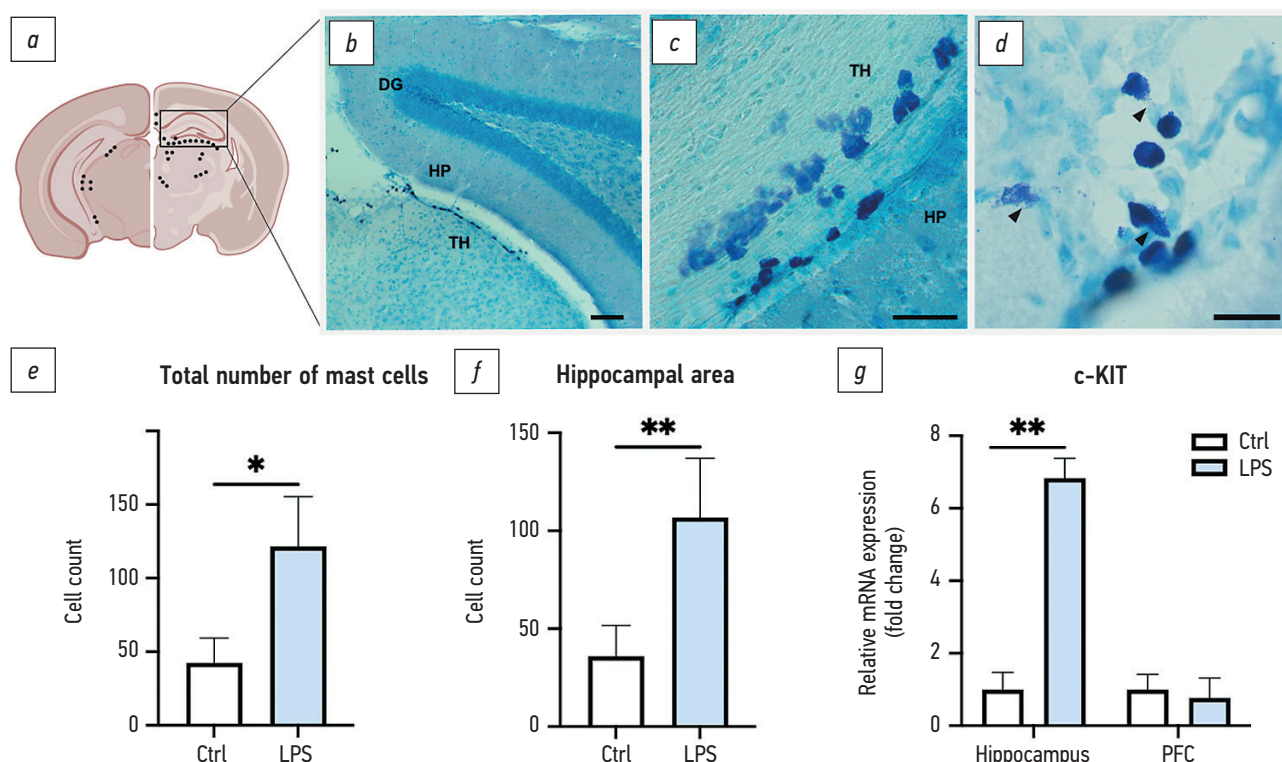 a
b
c
d
DG
HP
TH
TH
HP
e
Total number of mast cells
*
Cell count
150
100
50
0
Ctrl
LPS
f
Hippocampal area
**
Cell count
150
100
50
0
Ctrl
LPS
g
c-KIT
**
Ctrl
LPS
Relative mRNA expression
(fold change)
8
6
4
2
0
Hippocampus
PFC